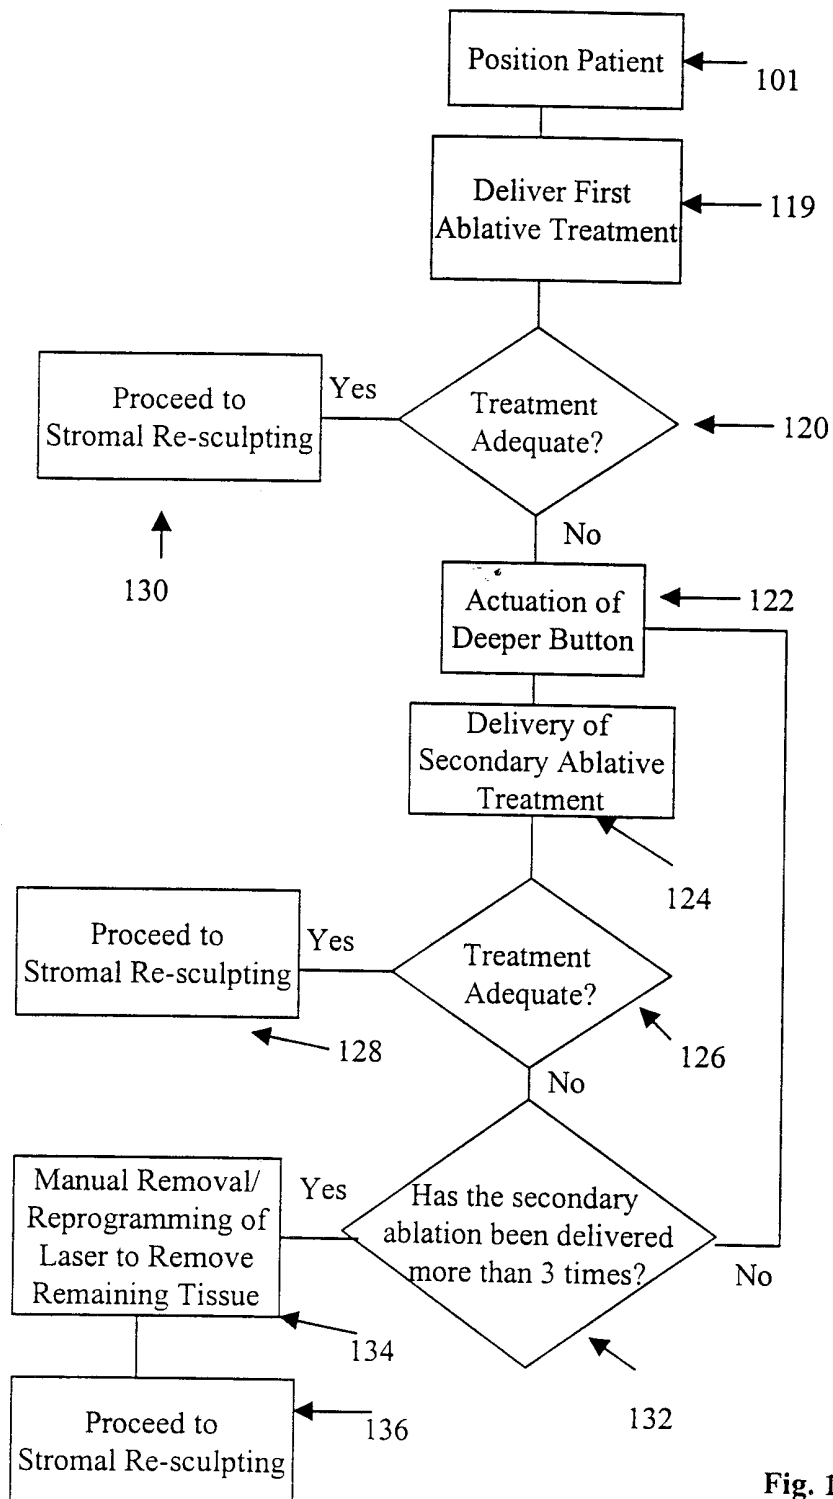 Position Patient
101
Deliver First
Ablative Treatment
119
Proceed to
Stromal Re-sculpting
Yes
Treatment
Adequate?
120
130
No
Actuation of
Deeper Button
122
Delivery of
Secondary Ablative
Treatment
124
Proceed to
Stromal Re-sculpting
Yes
Treatment
Adequate?
128
126
No
Manual Removal/
Reprogramming of
Laser to Remove
Remaining Tissue
Yes
Has the secondary
ablation been delivered
more than 3 times?
No
134
132
Proceed to
Stromal Re-sculpting
136
Fig. 1